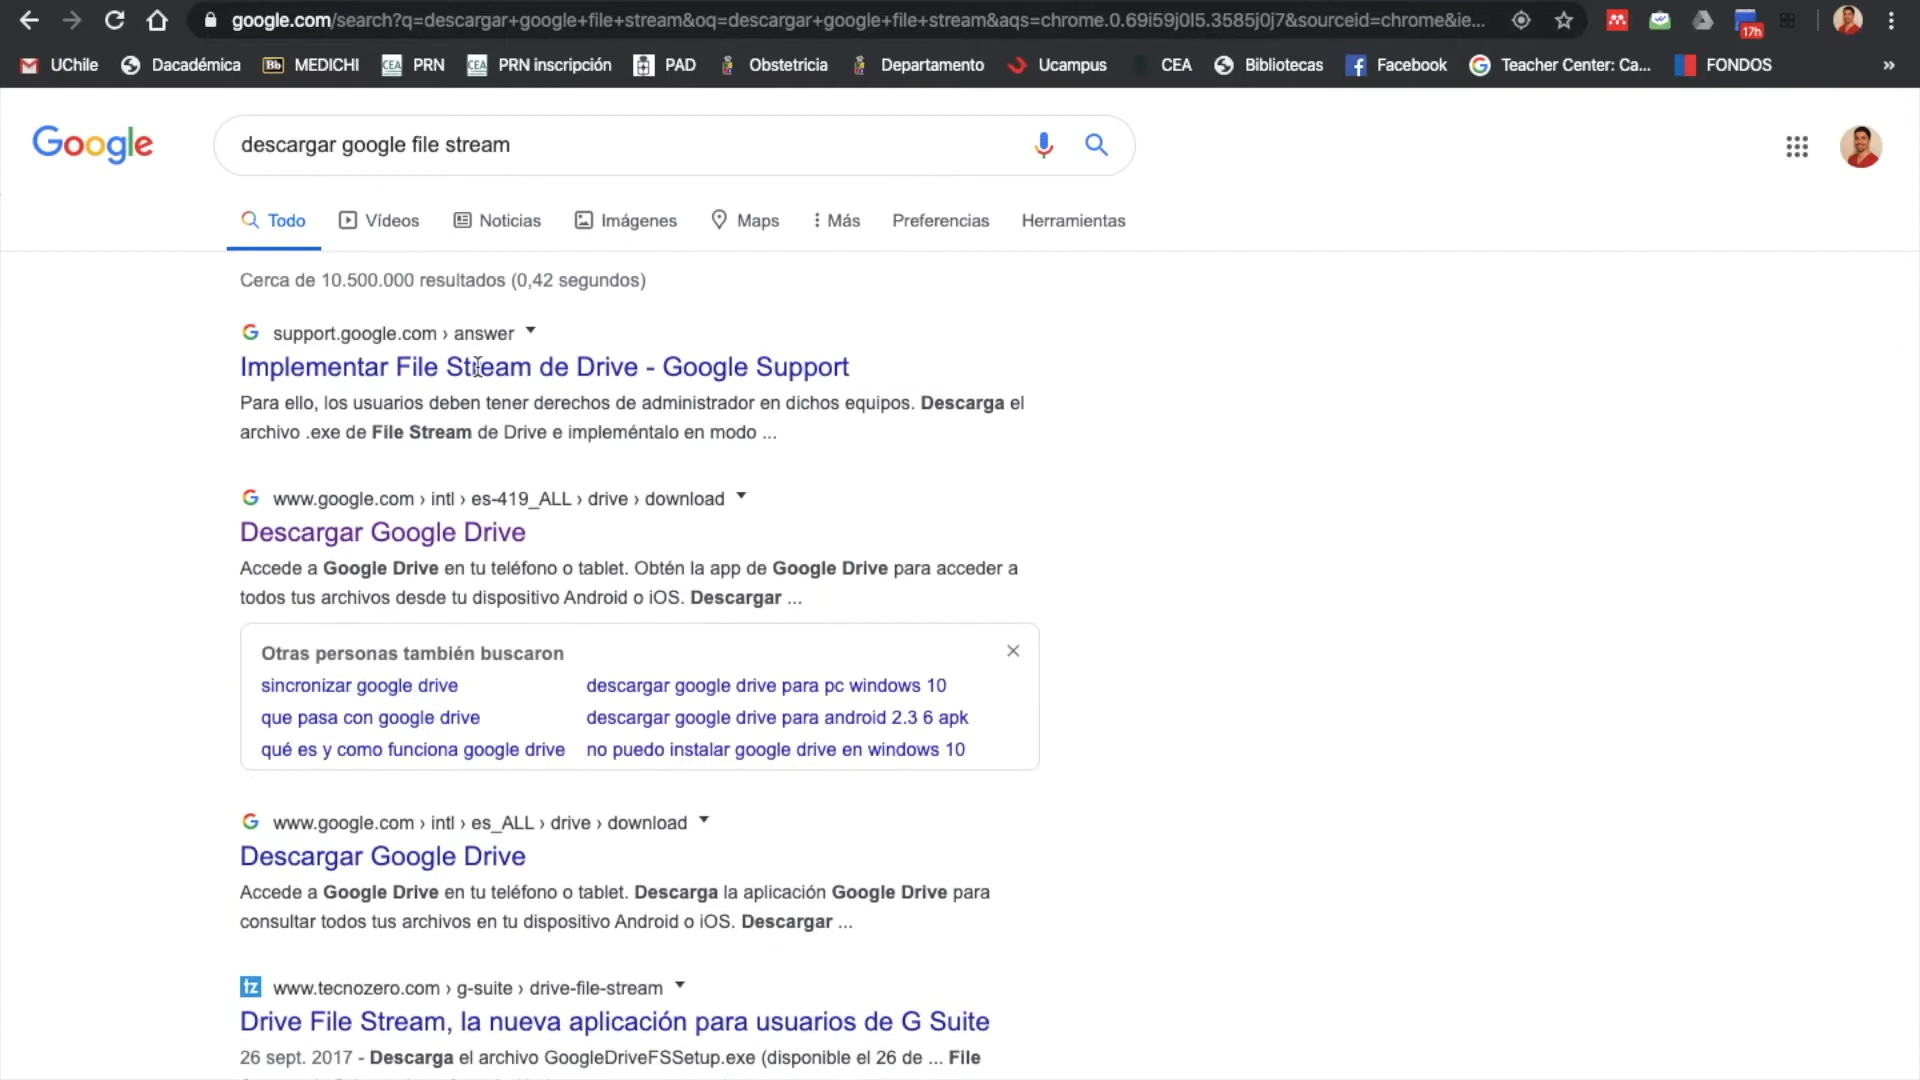 google.com/search?q=descargar+google+file+stream&oq=descargar+google+file+stream&aqs=chrome.0.69i59j0l5.3585j0j7&sourceid=chrome&ie...
17h
UChile
Dacadémica
Bb MEDICHI
CEA PRN
CEA PRN inscripción
PAD
Obstetricia
Departamento
Ucampus
CEA
Bibliotecas
Facebook
Teacher Center: Ca...
FONDOS
»
Google
descargar google file stream
Todo
Vídeos
Noticias
Imágenes
Maps
Más
Preferencias
Herramientas
Cerca de 10.500.000 resultados (0,42 segundos)
support.google.com › answer
Implementar File Stream de Drive - Google Support
Para ello, los usuarios deben tener derechos de administrador en dichos equipos. Descarga el
archivo .exe de File Stream de Drive e impleméntalo en modo ...
www.google.com › intl › es-419_ALL › drive › download
Descargar Google Drive
Accede a Google Drive en tu teléfono o tablet. Obtén la app de Google Drive para acceder a
todos tus archivos desde tu dispositivo Android o iOS. Descargar ...
Otras personas también buscaron
sincronizar google drive
descargar google drive para pc windows 10
que pasa con google drive
descargar google drive para android 2.3 6 apk
qué es y como funciona google drive
no puedo instalar google drive en windows 10
www.google.com › intl › es_ALL › drive › download
Descargar Google Drive
Accede a Google Drive en tu teléfono o tablet. Descarga la aplicación Google Drive para
consultar todos tus archivos en tu dispositivo Android o iOS. Descargar ...
tz www.tecnozero.com › g-suite › drive-file-stream
Drive File Stream, la nueva aplicación para usuarios de G Suite
26 sept. 2017 - Descarga el archivo GoogleDriveFSSetup.exe (disponible el 26 de ... File